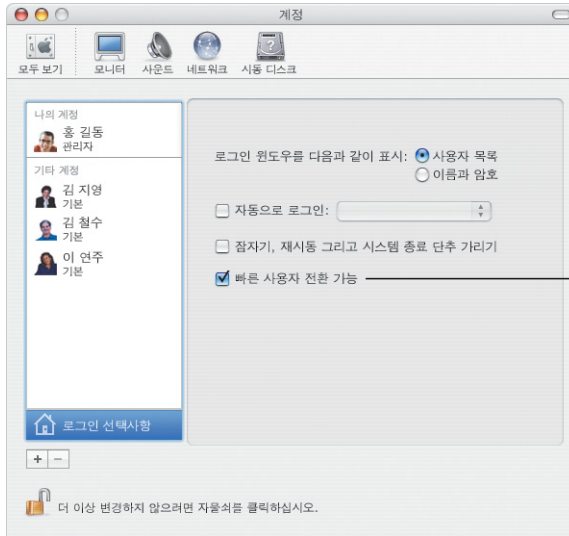 계정
모두 보기 모니터 사운드 네트워크 시동 디스크
나의 계정
홍 길동
관리자
기타 계정
김 지영
기본
김 철수
기본
이 연주
기본
로그인 선택사항
로그인 윈도우를 다음과 같이 표시: 사용자 목록
이름과 암호
자동으로 로그인:
잠자기, 재시동 그리고 시스템 종료 단추 가리기
빠른 사용자 전환 가능
더 이상 변경하지 않으려면 자물쇠를 클릭하십시오.